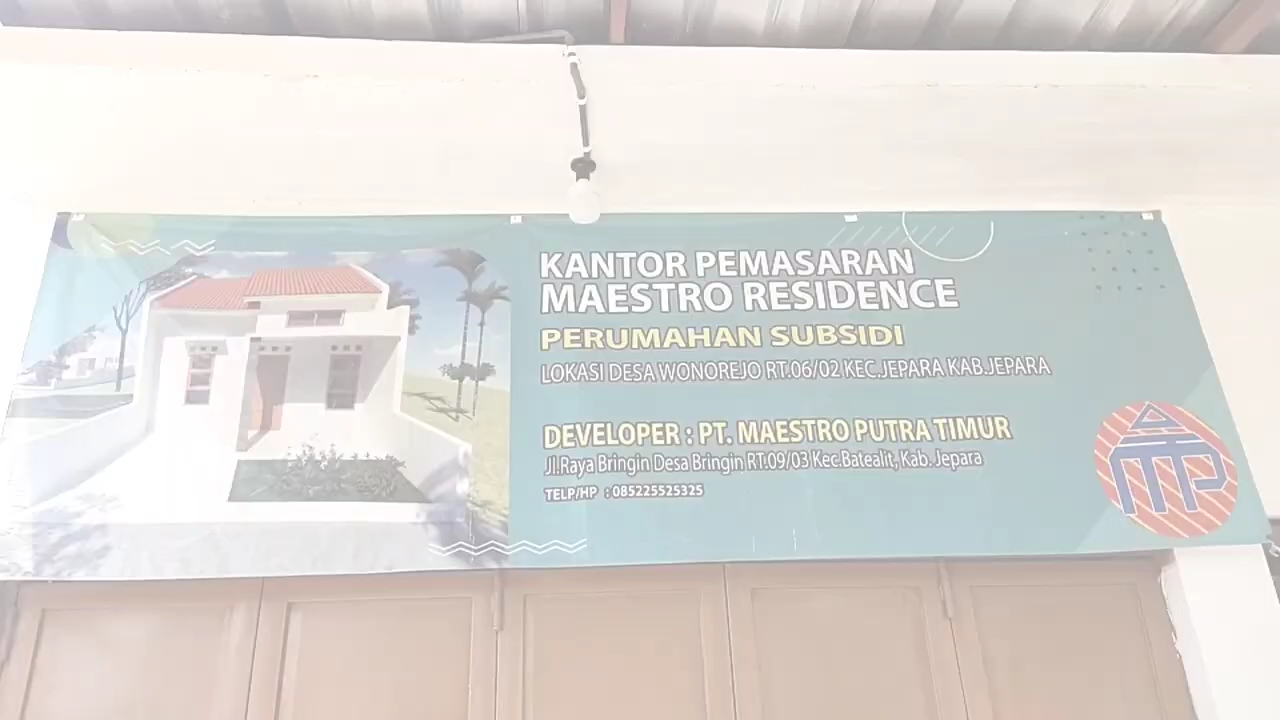 KANTOR PEMASARAN
MAESTRO RESIDENCE
PERUMAHAN SUBSIDI
LOKASI DESA WONOREJO RT.06/02 KEC.JEPARA KAB.JEPARA
DEVELOPER : PT. MAESTRO PUTRA TIMUR
Jl.Raya Bringin Desa Bringin RT.09/03 Kec.Batealit, Kab. Jepara
TELP/HP : 085225525325
MTP